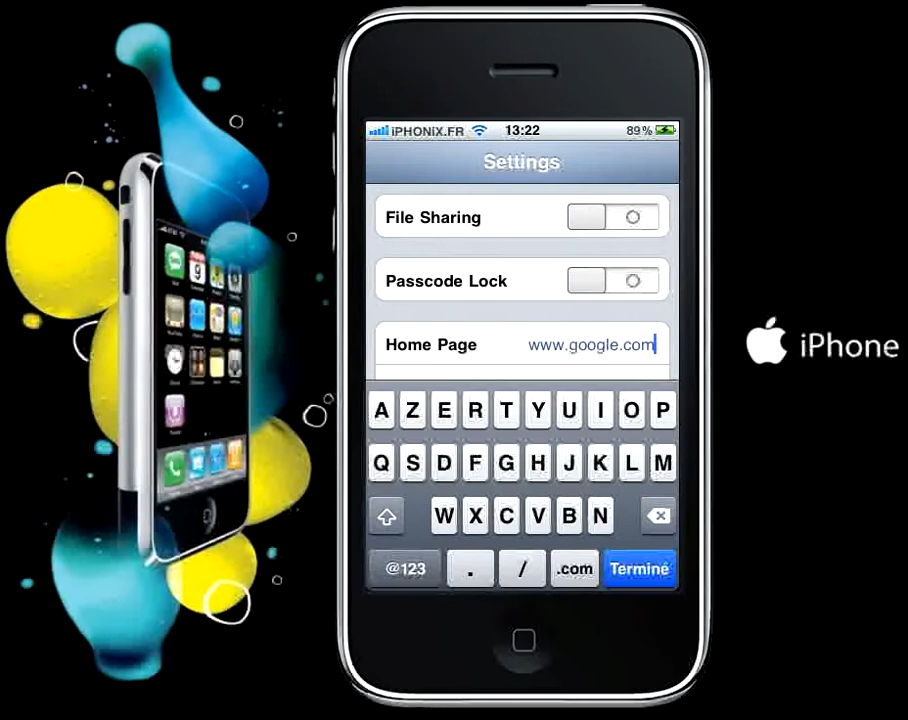 iPHONiX.FR 13:22 89%
Settings
File Sharing
Passcode Lock
Home Page www.google.com
A Z E R T Y U I O P
Q S D F G H J K L M
W X C V B N
@123 . / .com Terminé
iPhone
9